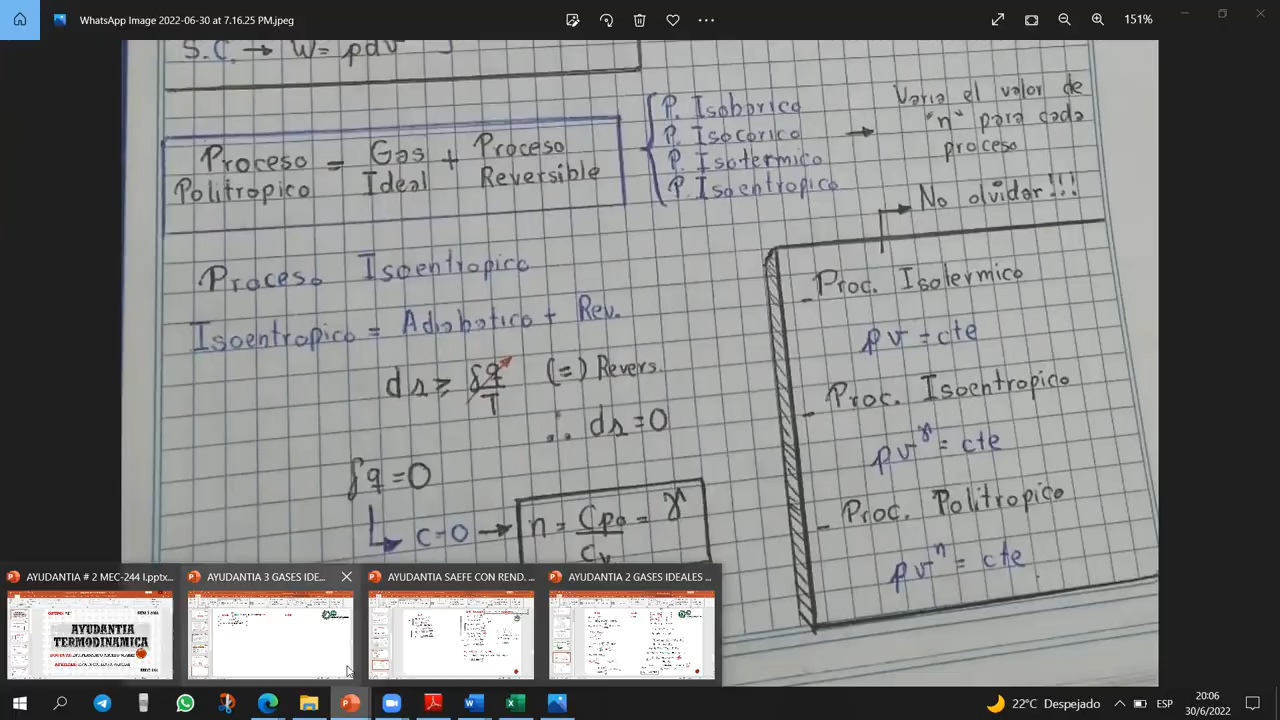 WhatsApp Image 2022-06-30 at 7.16.25 PM.jpeg
151%
S.C. → W= pdv
Proceso Politropico = Gas Ideal + Proceso Reversible
P. Isoborico
P. Isocorico
P. Isotermico
P. Isoentropico
→ Varia el valor de
"n" para cada
proceso
No olvidar!!!
Proceso Isoentropico
Isoentropico = Adiabatico + Rev.
ds ≥ δq/T (=) Revers.
∴ ds=0
δq=0
c=0 → n = Cpo/Cv = γ
- Proc. Isotermico
pv = cte
- Proc. Isoentropico
pv^γ = cte
- Proc. Politropico
pv^n = cte
AYUDANTIA # 2 MEC-244 I.pptx...
AYUDANTIA 3 GASES IDE...
AYUDANTIA SAEFE CON REND. ...
AYUDANTIA 2 GASES IDEALES ...
AYUDANTIA
TERMODINAMICA
22°C Despejado
ESP
20:06
30/6/2022